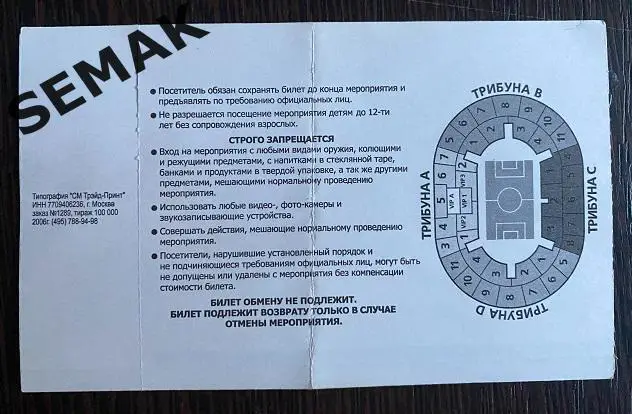 SEMAK
• Посетитель обязан сохранять билет до конца мероприятия и
предъявлять по требованию официальных лиц.
• Не разрешается посещение мероприятия детям до 12-ти
лет без сопровождения взрослых.
СТРОГО ЗАПРЕЩАЕТСЯ
• Вход на мероприятия с любыми видами оружия, колющими
и режущими предметами, с напитками в стеклянной таре,
банками и продуктами в твердой упаковке, а так же другими
предметами, мешающими нормальному проведению
мероприятия.
• Использовать любые видео-, фото-камеры и
звукозаписывающие устройства.
• Совершать действия, мешающие нормальному проведению
мероприятия.
• Посетители, нарушившие установленный порядок и
не подчиняющиеся требованиям официальных лиц, могут быть
не допущены или удалены с мероприятия без компенсации
стоимости билета.
БИЛЕТ ОБМЕНУ НЕ ПОДЛЕЖИТ.
БИЛЕТ ПОДЛЕЖИТ ВОЗВРАТУ ТОЛЬКО В СЛУЧАЕ
ОТМЕНЫ МЕРОПРИЯТИЯ.
Типография "СМ Трэйд-Принт"
ИНН 7709406236, г. Москва
заказ №1289, тираж 100 000
2006г. (495) 788-94-98
ТРИБУНА В
ТРИБУНА А
ТРИБУНА С
ТРИБУНА D
VIP 3
VIP A
VIP 2